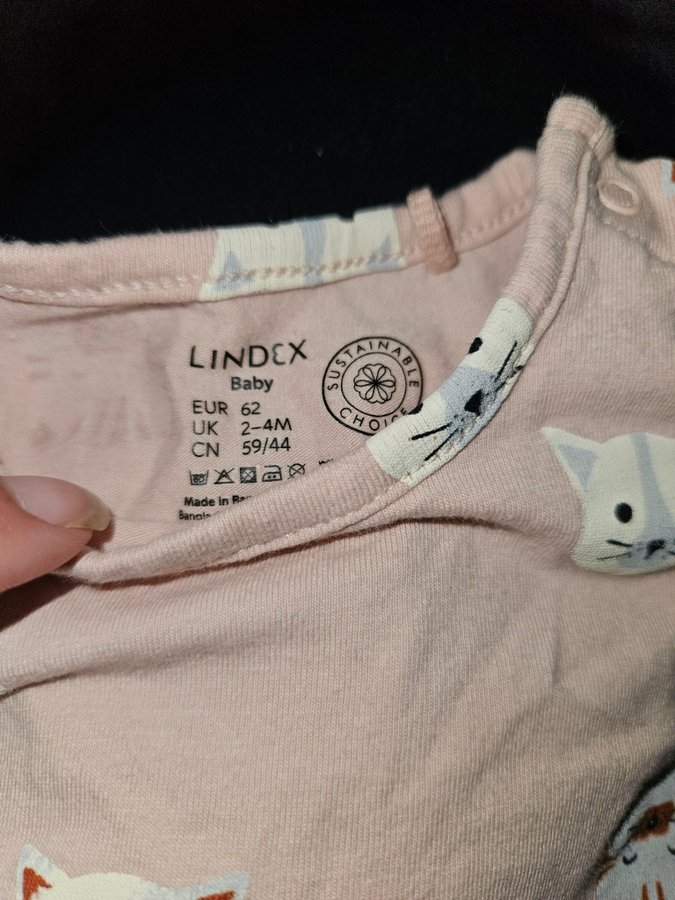 LINDEX
Baby
SUSTAINABLE
CHOICE
EUR 62
UK 2-4M
CN 59/44
Made in